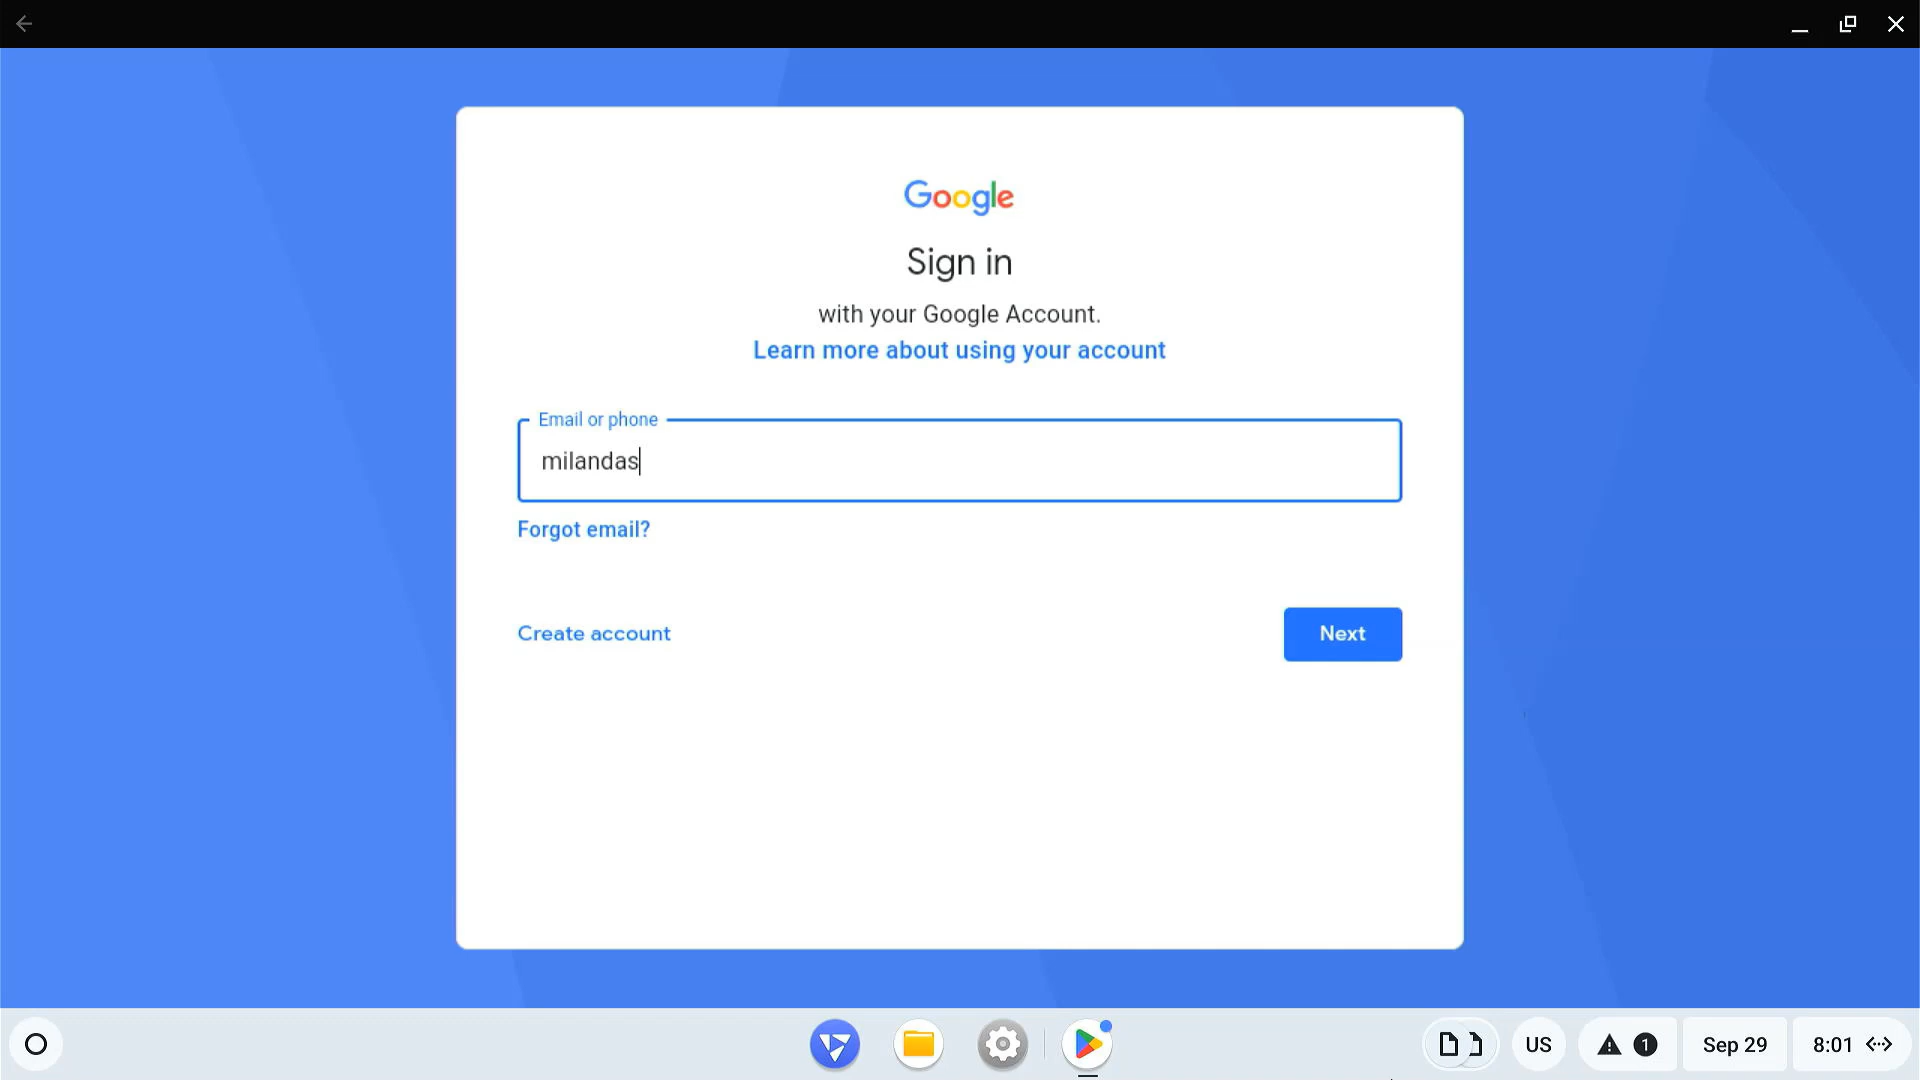 Google
Sign in
with your Google Account.
Learn more about using your account
Email or phone
milandas
Forgot email?
Create account
Next
US
1
Sep 29
8:01